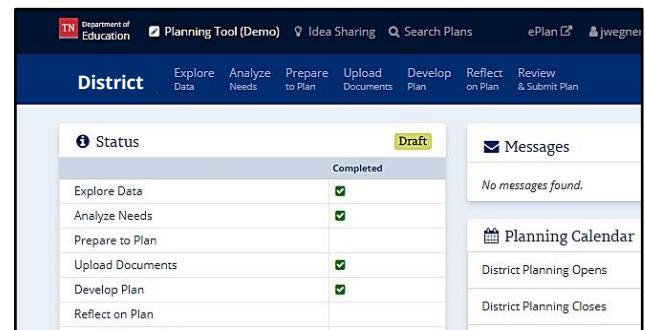 TN Department of Education Planning Tool (Demo) Idea Sharing Search Plans ePlan jwegner
District Explore Data Analyze Needs Prepare to Plan Upload Documents Develop Plan Reflect on Plan Review & Submit Plan
Status Draft
Completed
Explore Data
Analyze Needs
Prepare to Plan
Upload Documents
Develop Plan
Reflect on Plan
Messages
No messages found.
Planning Calendar
District Planning Opens
District Planning Closes